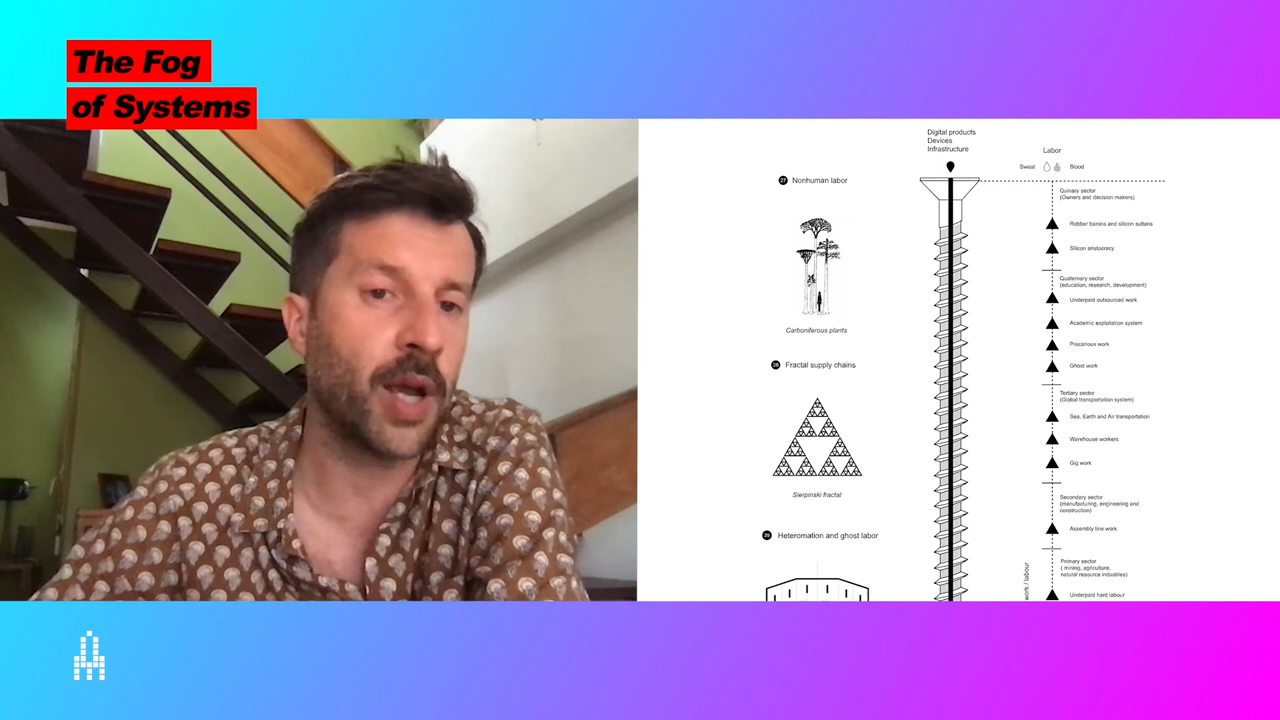 The Fog
of Systems
Digital products
Devices
Infrastructure
Labor
Sweat
Blood
27 Nonhuman labor
Quinary sector
(Owners and decision makers)
Robber barons and silicon sultans
Silicon aristocracy
Quaternary sector
(education, research, development)
Underpaid outsourced work
Carboniferous plants
Academic exploitation system
Precarious work
28 Fractal supply chains
Ghost work
Tertiary sector
(Global transportation system)
Sea, Earth and Air transportation
Warehouse workers
Gig work
Sierpinski fractal
Secondary sector
(manufacturing, engineering and
construction)
Assembly line work
29 Heteromation and ghost labor
Primary sector
( mining, agriculture,
natural resource industries)
Underpaid hard labour
work / labour